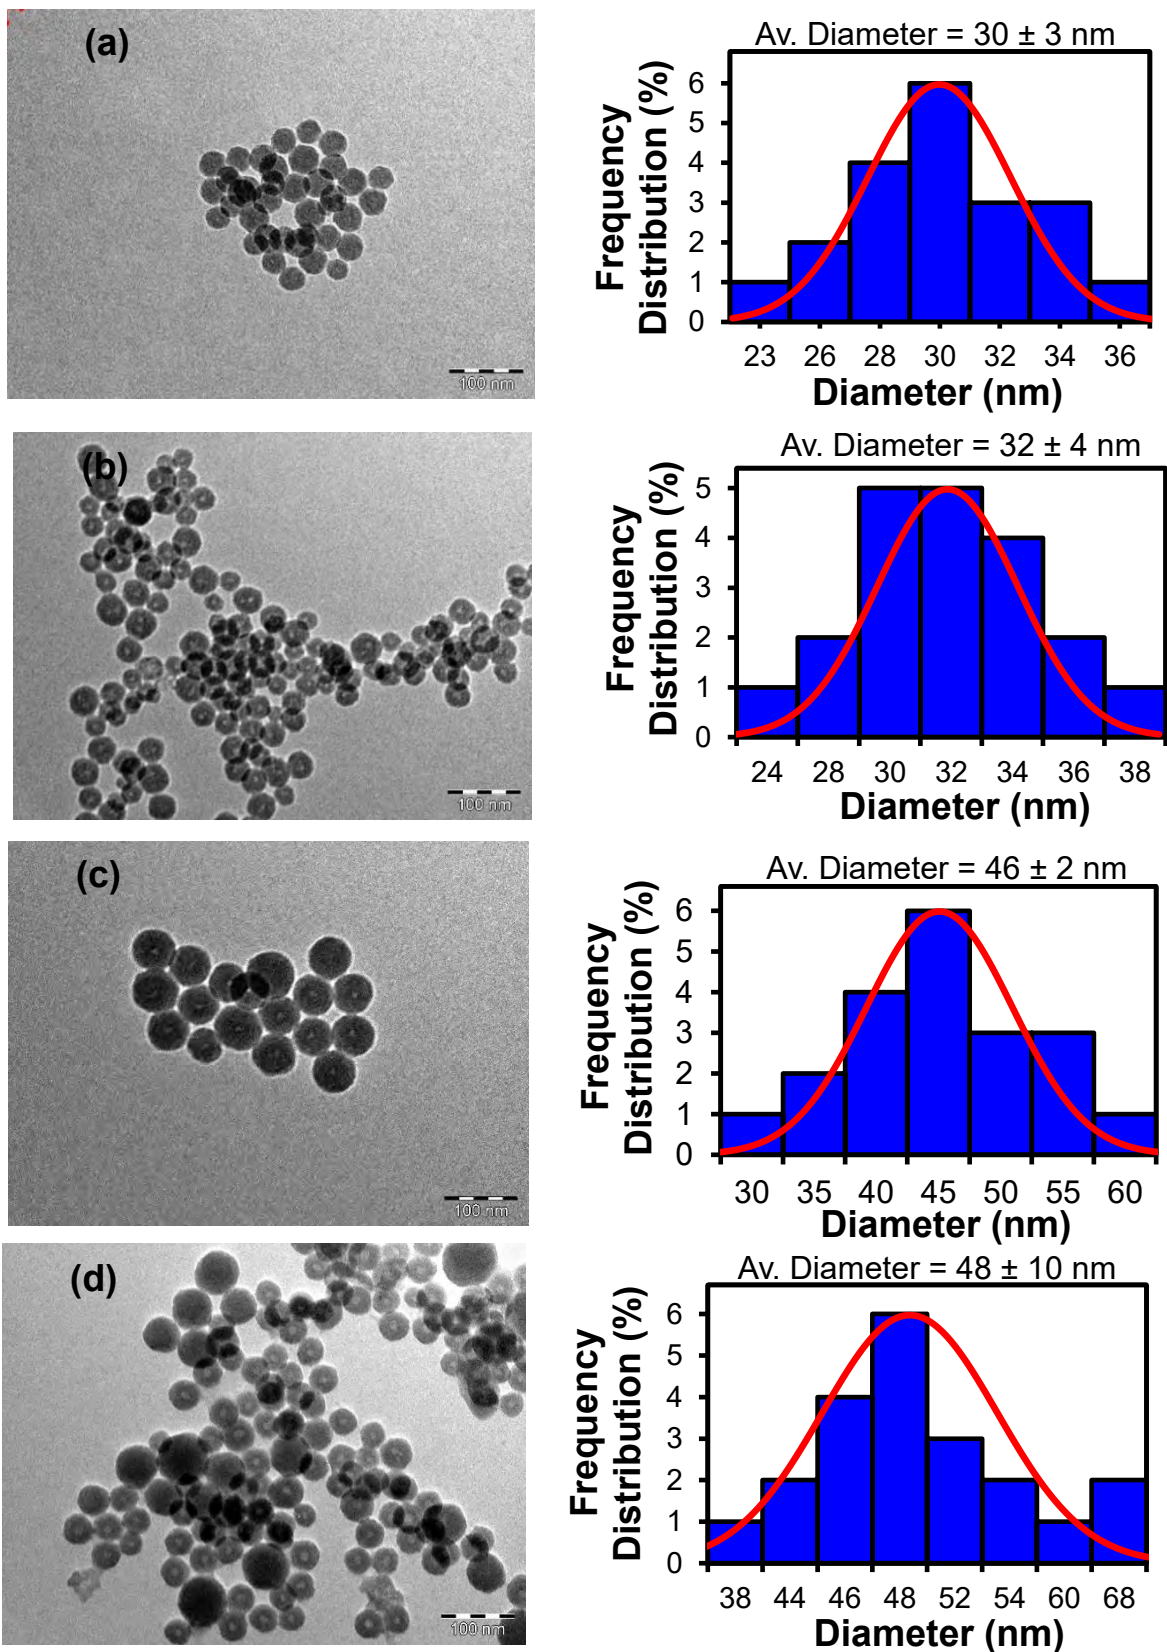 (a)
100 nm
Av. Diameter = 30 ± 3 nm
Frequency
Distribution (%)
6
5
4
3
2
1
0
23 26 28 30 32 34 36
Diameter (nm)
(b)
100 nm
Av. Diameter = 32 ± 4 nm
Frequency
Distribution (%)
5
4
3
2
1
0
24 28 30 32 34 36 38
Diameter (nm)
(c)
100 nm
Av. Diameter = 46 ± 2 nm
Frequency
Distribution (%)
6
5
4
3
2
1
0
30 35 40 45 50 55 60
Diameter (nm)
(d)
100 nm
Av. Diameter = 48 ± 10 nm
Frequency
Distribution (%)
6
5
4
3
2
1
0
38 44 46 48 52 54 60 68
Diameter (nm)